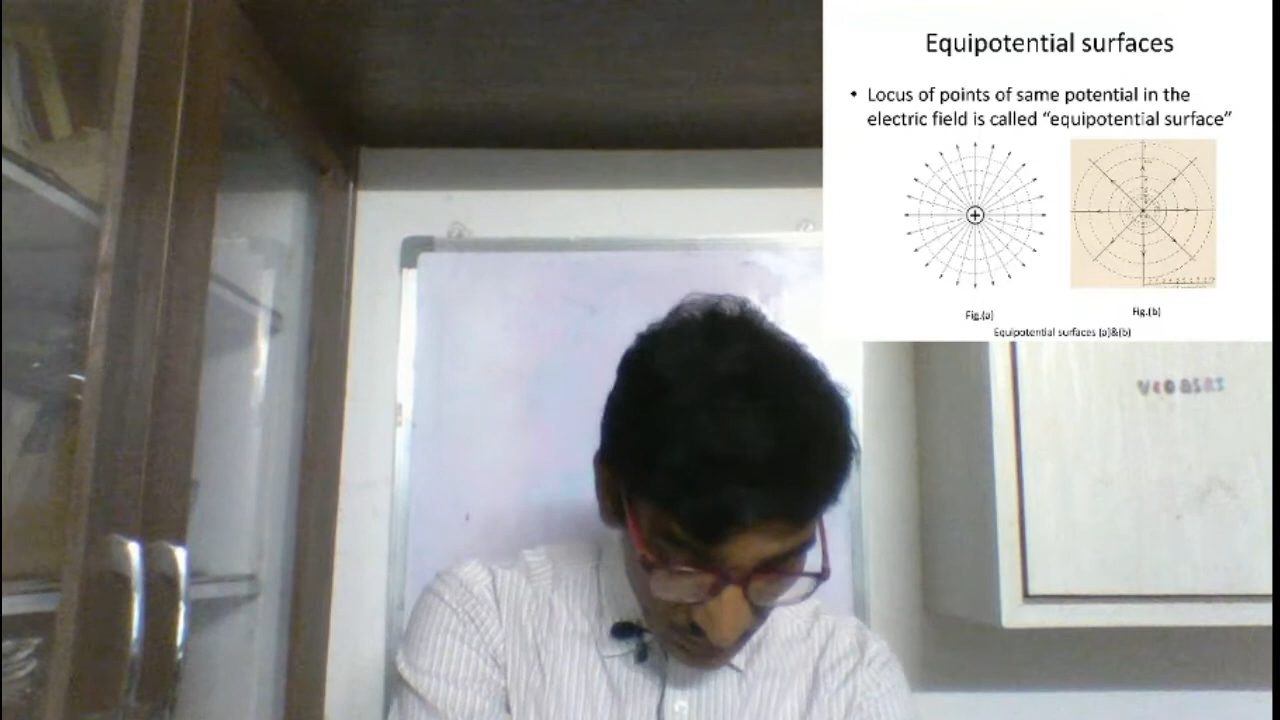 Equipotential surfaces
• Locus of points of same potential in the
electric field is called “equipotential surface”
Fig.(a)
Fig.(b)
Equipotential surfaces (a)&(b)